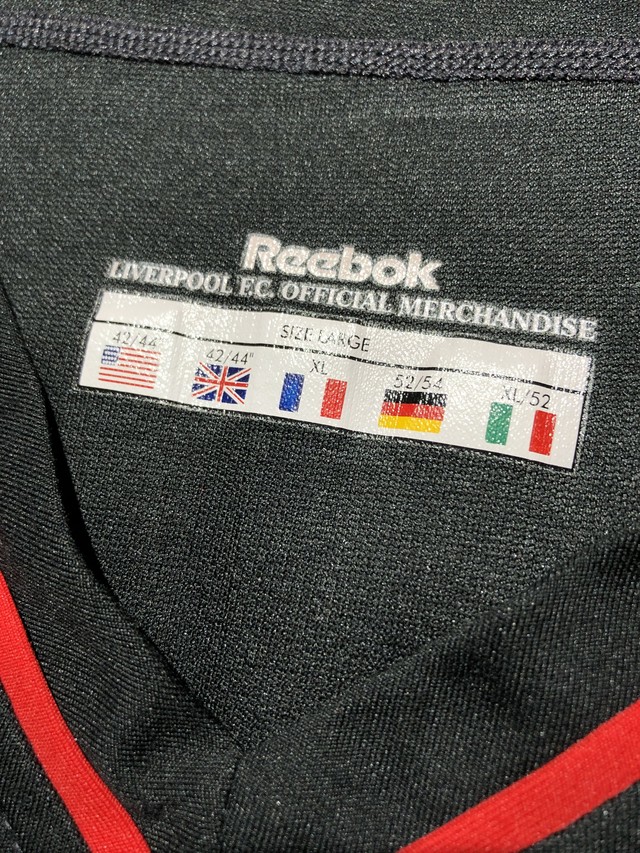 Reebok
LIVERPOOL F.C. OFFICIAL MERCHANDISE
SIZE LARGE
42/44 42/44" XL 52/54 XL/52